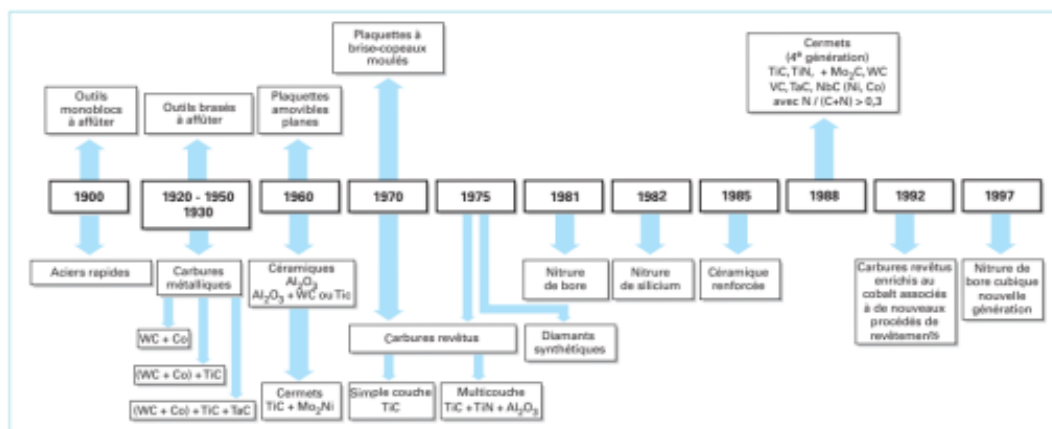 Plaquettes à
brise-copeaux
moulés
Cermets
(4e génération)
TiC, TiN, + Mo2C, WC
VC, TaC, NbC (Ni, Co)
avec N / (C+N) > 0,3
Outils
monoblocs
à affûter
Outils brasés
à affûter
Plaquettes
amovibles
planes
1900
1920 - 1950
1930
1960
1970
1975
1981
1982
1985
1988
1992
1997
Aciers rapides
Carbures
métalliques
Céramiques
Al2O3
Al2O3 + WC ou Tic
Nitrure
de bore
Nitrure
de silicium
Céramique
renforcée
Carbures revêtus
enrichis au
cobalt associés
à de nouveaux
procédés de
revêtements
Nitrure de
bore cubique
nouvelle
génération
WC + Co
(WC + Co) + TiC
(WC + Co) + TiC + TaC
Carbures revêtus
Diamants
synthétiques
Cermets
TiC + Mo2Ni
Simple couche
TiC
Multicouche
TiC + TiN + Al2O3